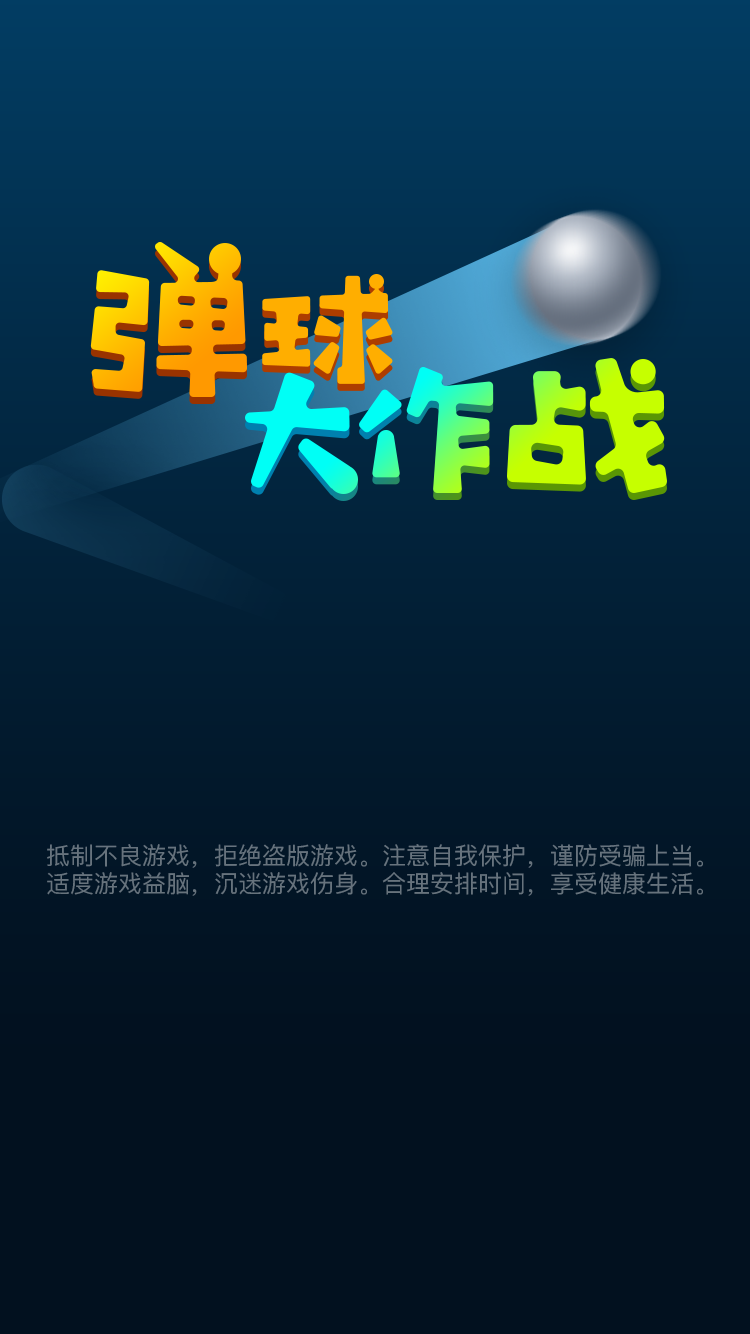 弹球
大作战
抵制不良游戏，拒绝盗版游戏。注意自我保护，谨防受骗上当。
适度游戏益脑，沉迷游戏伤身。合理安排时间，享受健康生活。